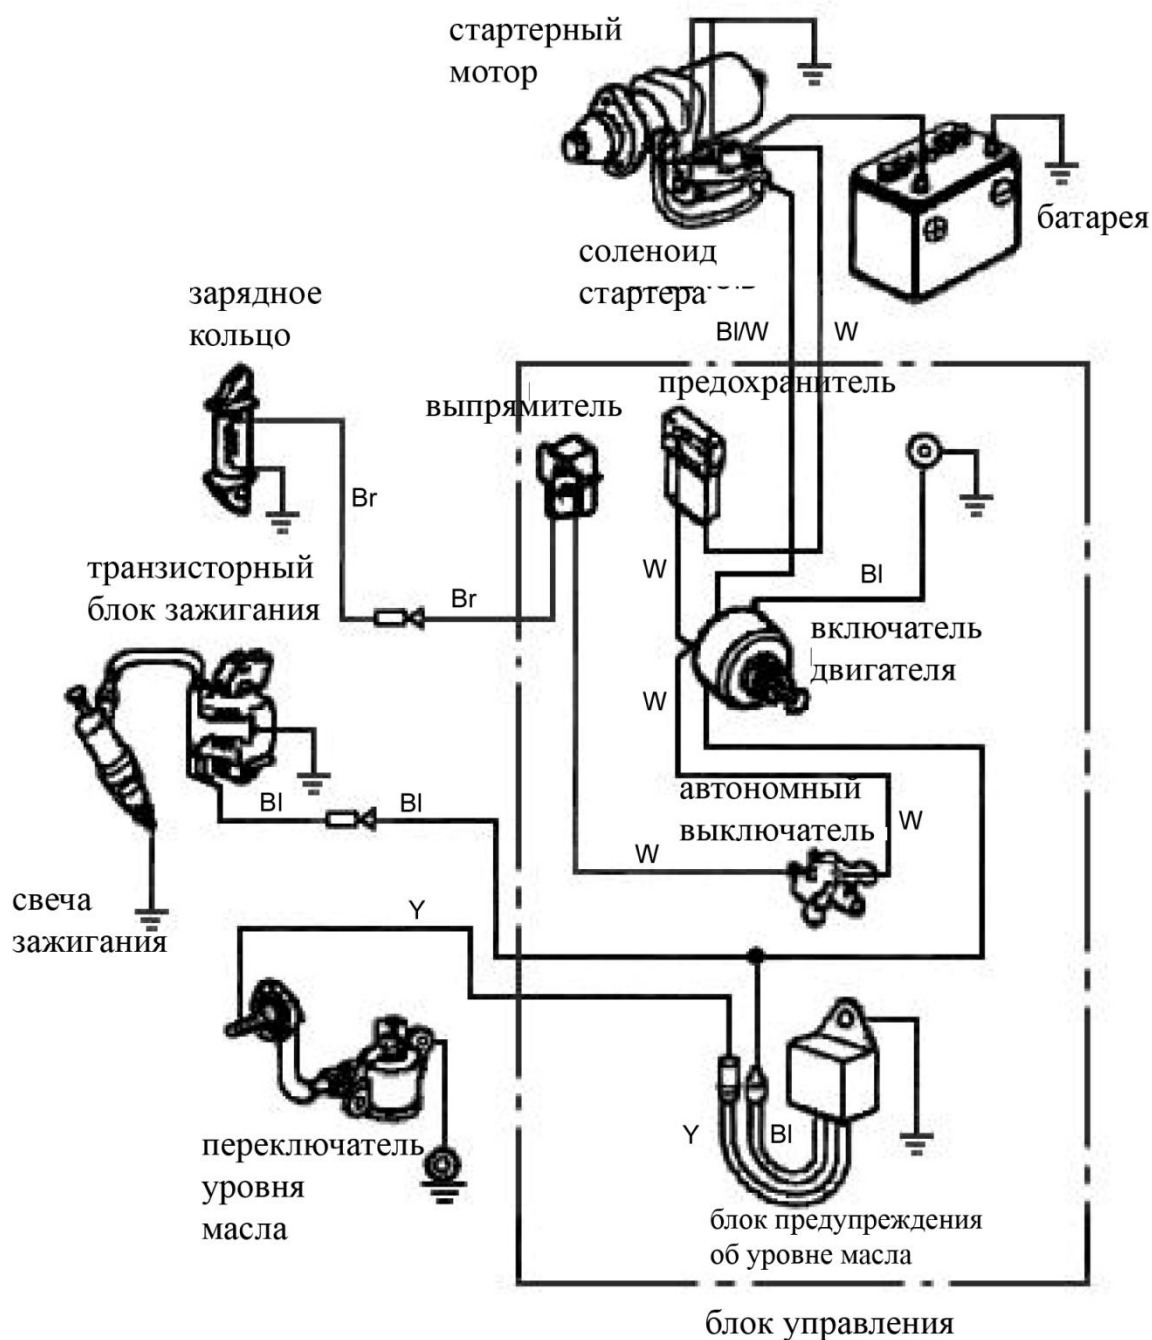 стартерный
мотор
батарея
соленоид
стартера
зарядное
кольцо
Bl/W
W
предохранитель
выпрямитель
Br
транзисторный
блок зажигания
Br
W
Bl
включатель
двигателя
W
автономный
выключатель
Bl
Bl
W
W
свеча
зажигания
Y
переключатель
уровня
масла
Y
Bl
блок предупреждения
об уровне масла
блок управления